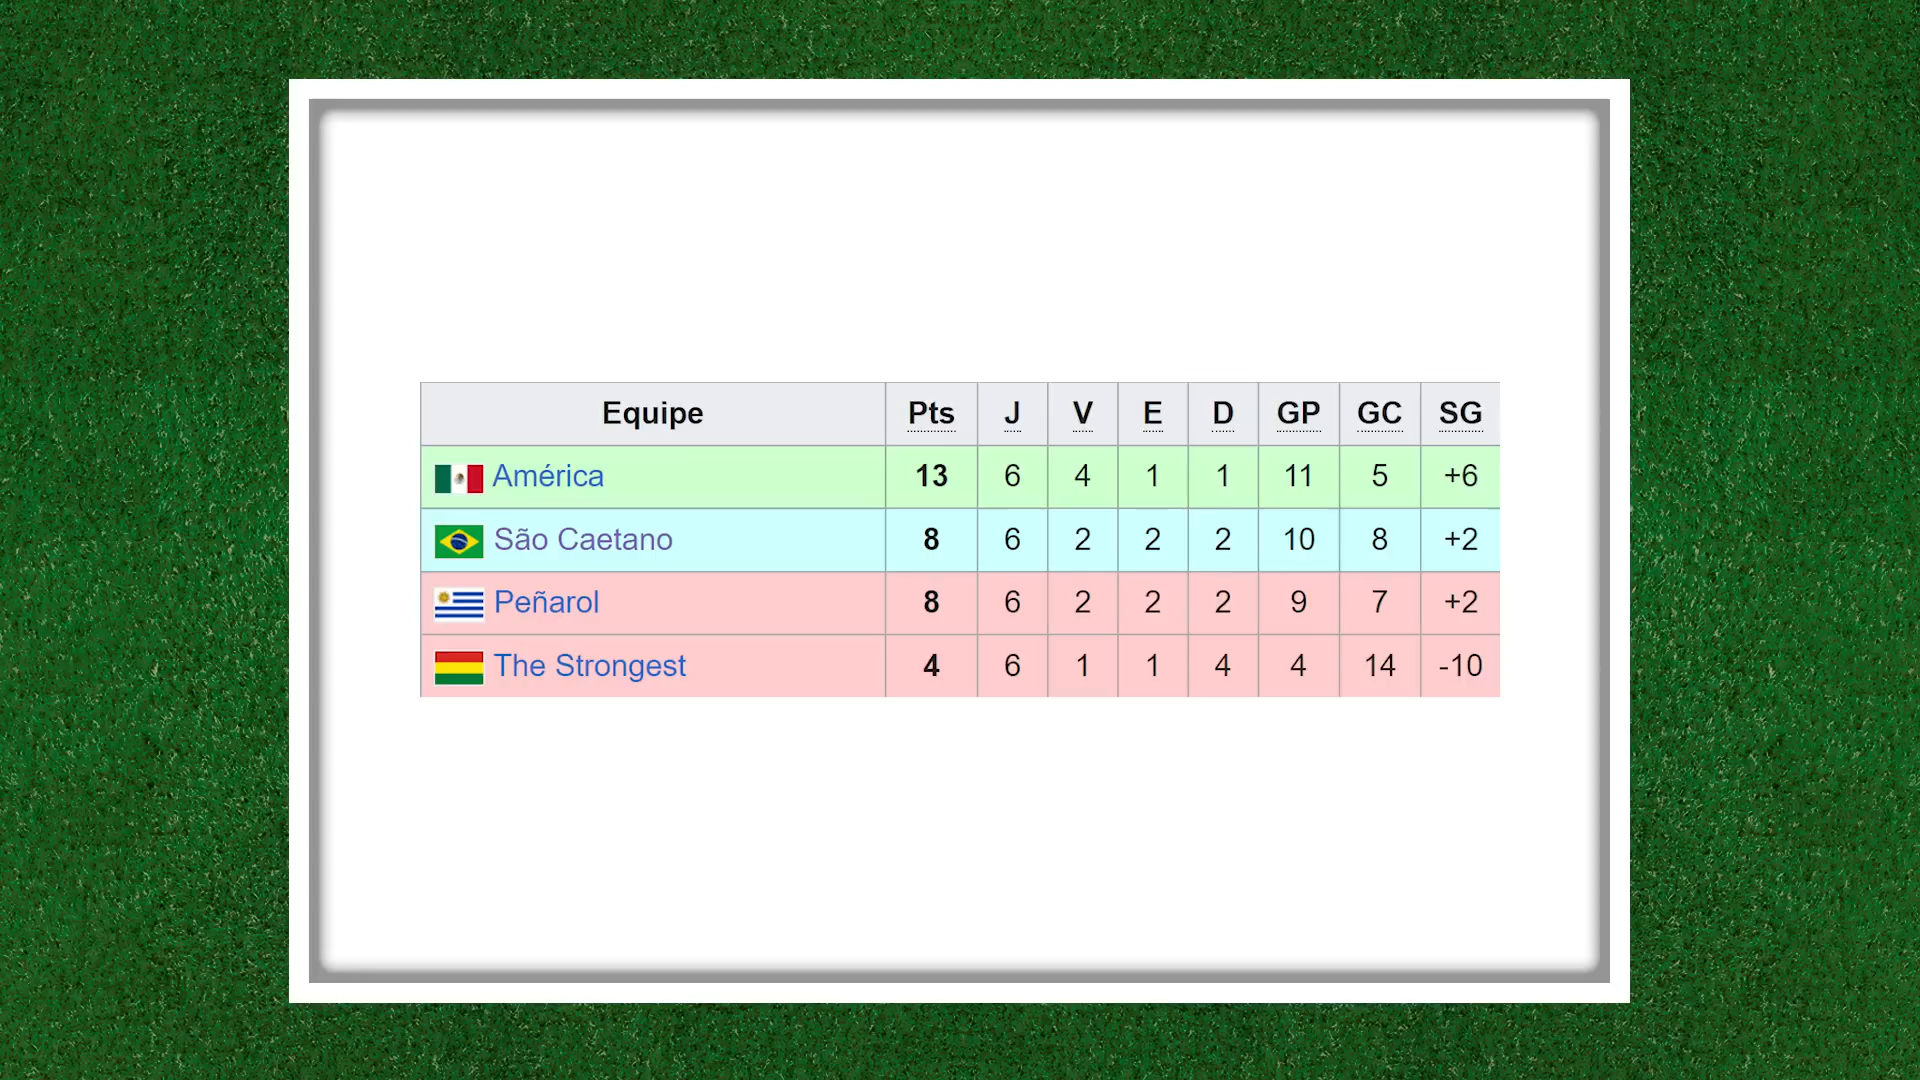 Equipe Pts J V E D GP GC SG
América 13 6 4 1 1 11 5 +6
São Caetano 8 6 2 2 2 10 8 +2
Peñarol 8 6 2 2 2 9 7 +2
The Strongest 4 6 1 1 4 4 14 -10